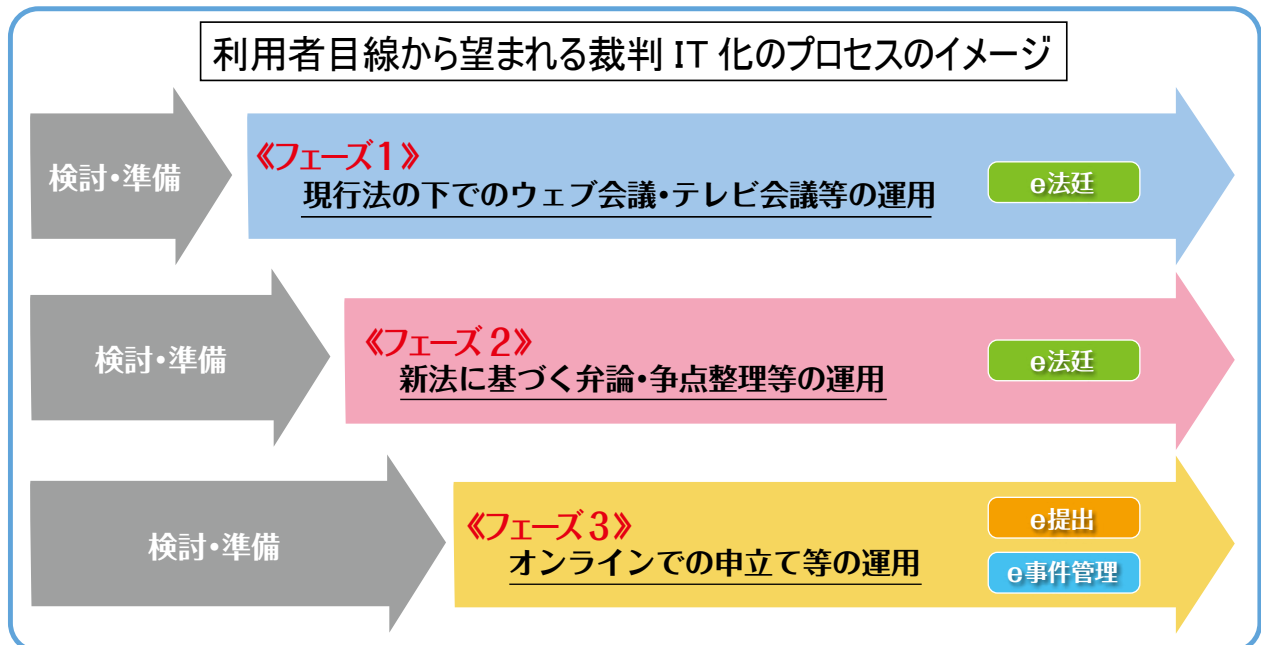 利用者目線から望まれる裁判 IT 化のプロセスのイメージ
検討・準備
《フェーズ1》
現行法の下でのウェブ会議・テレビ会議等の運用
e法廷
検討・準備
《フェーズ2》
新法に基づく弁論・争点整理等の運用
e法廷
検討・準備
《フェーズ3》
オンラインでの申立て等の運用
e提出
e事件管理